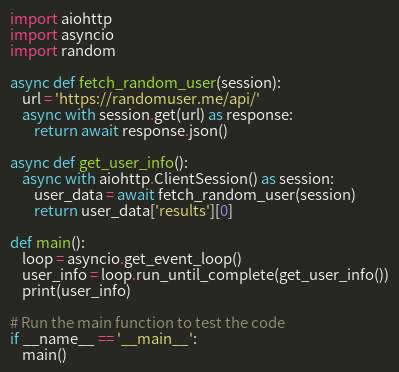 import aiohttp
import asyncio
import random

async def fetch_random_user(session):
    url = 'https://randomuser.me/api/'
    async with session.get(url) as response:
        return await response.json()

async def get_user_info():
    async with aiohttp.ClientSession() as session:
        user_data = await fetch_random_user(session)
        return user_data['results'][0]

def main():
    loop = asyncio.get_event_loop()
    user_info = loop.run_until_complete(get_user_info())
    print(user_info)

# Run the main function to test the code
if __name__ == '__main__':
    main()